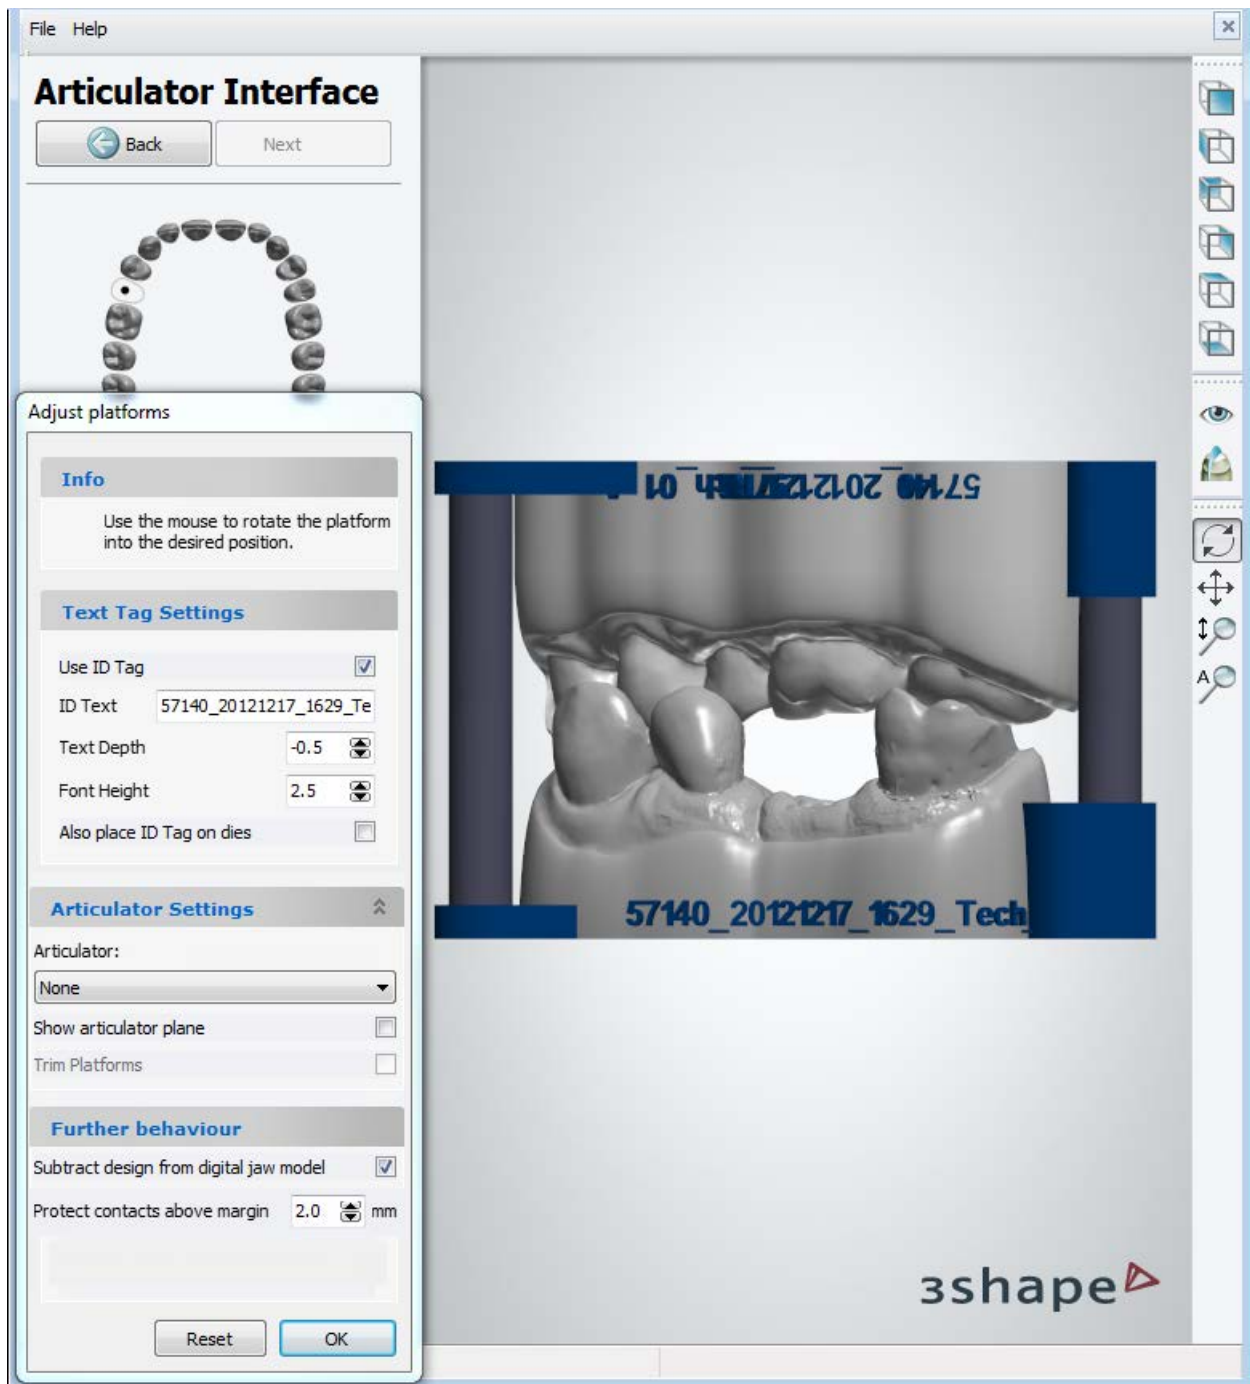 File Help
Articulator Interface
Back Next
Adjust platforms
Info
Use the mouse to rotate the platform
into the desired position.
Text Tag Settings
Use ID Tag
ID Text 57140_20121217_1629_Te
Text Depth -0.5
Font Height 2.5
Also place ID Tag on dies
Articulator Settings
Articulator:
None
Show articulator plane
Trim Platforms
Further behaviour
Subtract design from digital jaw model
Protect contacts above margin 2.0 mm
Reset OK
57140_20121217_1629_Tech_
3shape